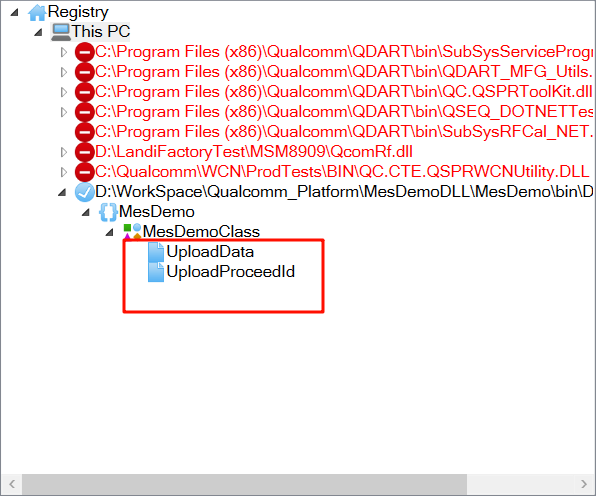 Registry
This PC
C:\Program Files (x86)\Qualcomm\QDART\bin\SubSysServiceProg
C:\Program Files (x86)\Qualcomm\QDART\bin\QDART_MFG_Utils.
C:\Program Files (x86)\Qualcomm\QDART\bin\QC.QSPRToolKit.dll
C:\Program Files (x86)\Qualcomm\QDART\bin\QSEQ_DOTNETTes
C:\Program Files (x86)\Qualcomm\QDART\bin\SubSysRFCal_NET.
D:\LandiFactoryTest\MSM8909\QcomRf.dll
C:\Qualcomm\WCN\ProdTests\BIN\QC.CTE.QSPRWCNUtility.DLL
D:\WorkSpace\Qualcomm_Platform\MesDemoDLL\MesDemo\bin\D
MesDemo
MesDemoClass
UploadData
UploadProceedId